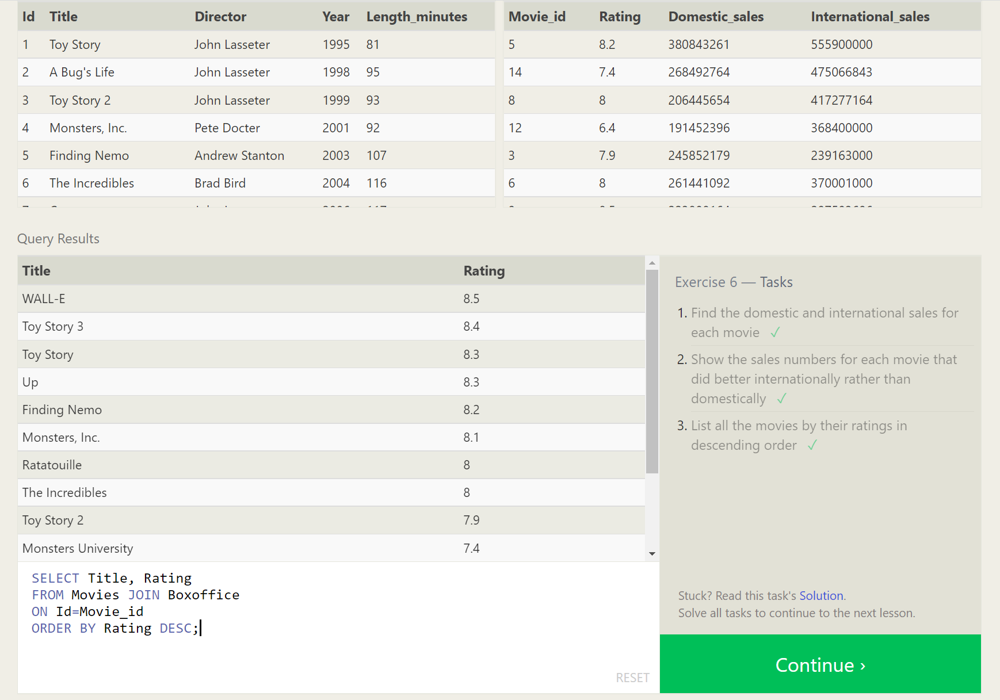 Id Title Director Year Length_minutes
1 Toy Story John Lasseter 1995 81
2 A Bug's Life John Lasseter 1998 95
3 Toy Story 2 John Lasseter 1999 93
4 Monsters, Inc. Pete Docter 2001 92
5 Finding Nemo Andrew Stanton 2003 107
6 The Incredibles Brad Bird 2004 116
Movie_id Rating Domestic_sales International_sales
5 8.2 380843261 555900000
14 7.4 268492764 475066843
8 8 206445654 417277164
12 6.4 191452396 368400000
3 7.9 245852179 239163000
6 8 261441092 370001000
Query Results
Title Rating
WALL-E 8.5
Toy Story 3 8.4
Toy Story 8.3
Up 8.3
Finding Nemo 8.2
Monsters, Inc. 8.1
Ratatouille 8
The Incredibles 8
Toy Story 2 7.9
Monsters University 7.4
SELECT Title, Rating
FROM Movies JOIN Boxoffice
ON Id=Movie_id
ORDER BY Rating DESC;
RESET
Exercise 6 — Tasks
1. Find the domestic and international sales for
each movie ✓
2. Show the sales numbers for each movie that
did better internationally rather than
domestically ✓
3. List all the movies by their ratings in
descending order ✓
Stuck? Read this task's Solution.
Solve all tasks to continue to the next lesson.
Continue ›